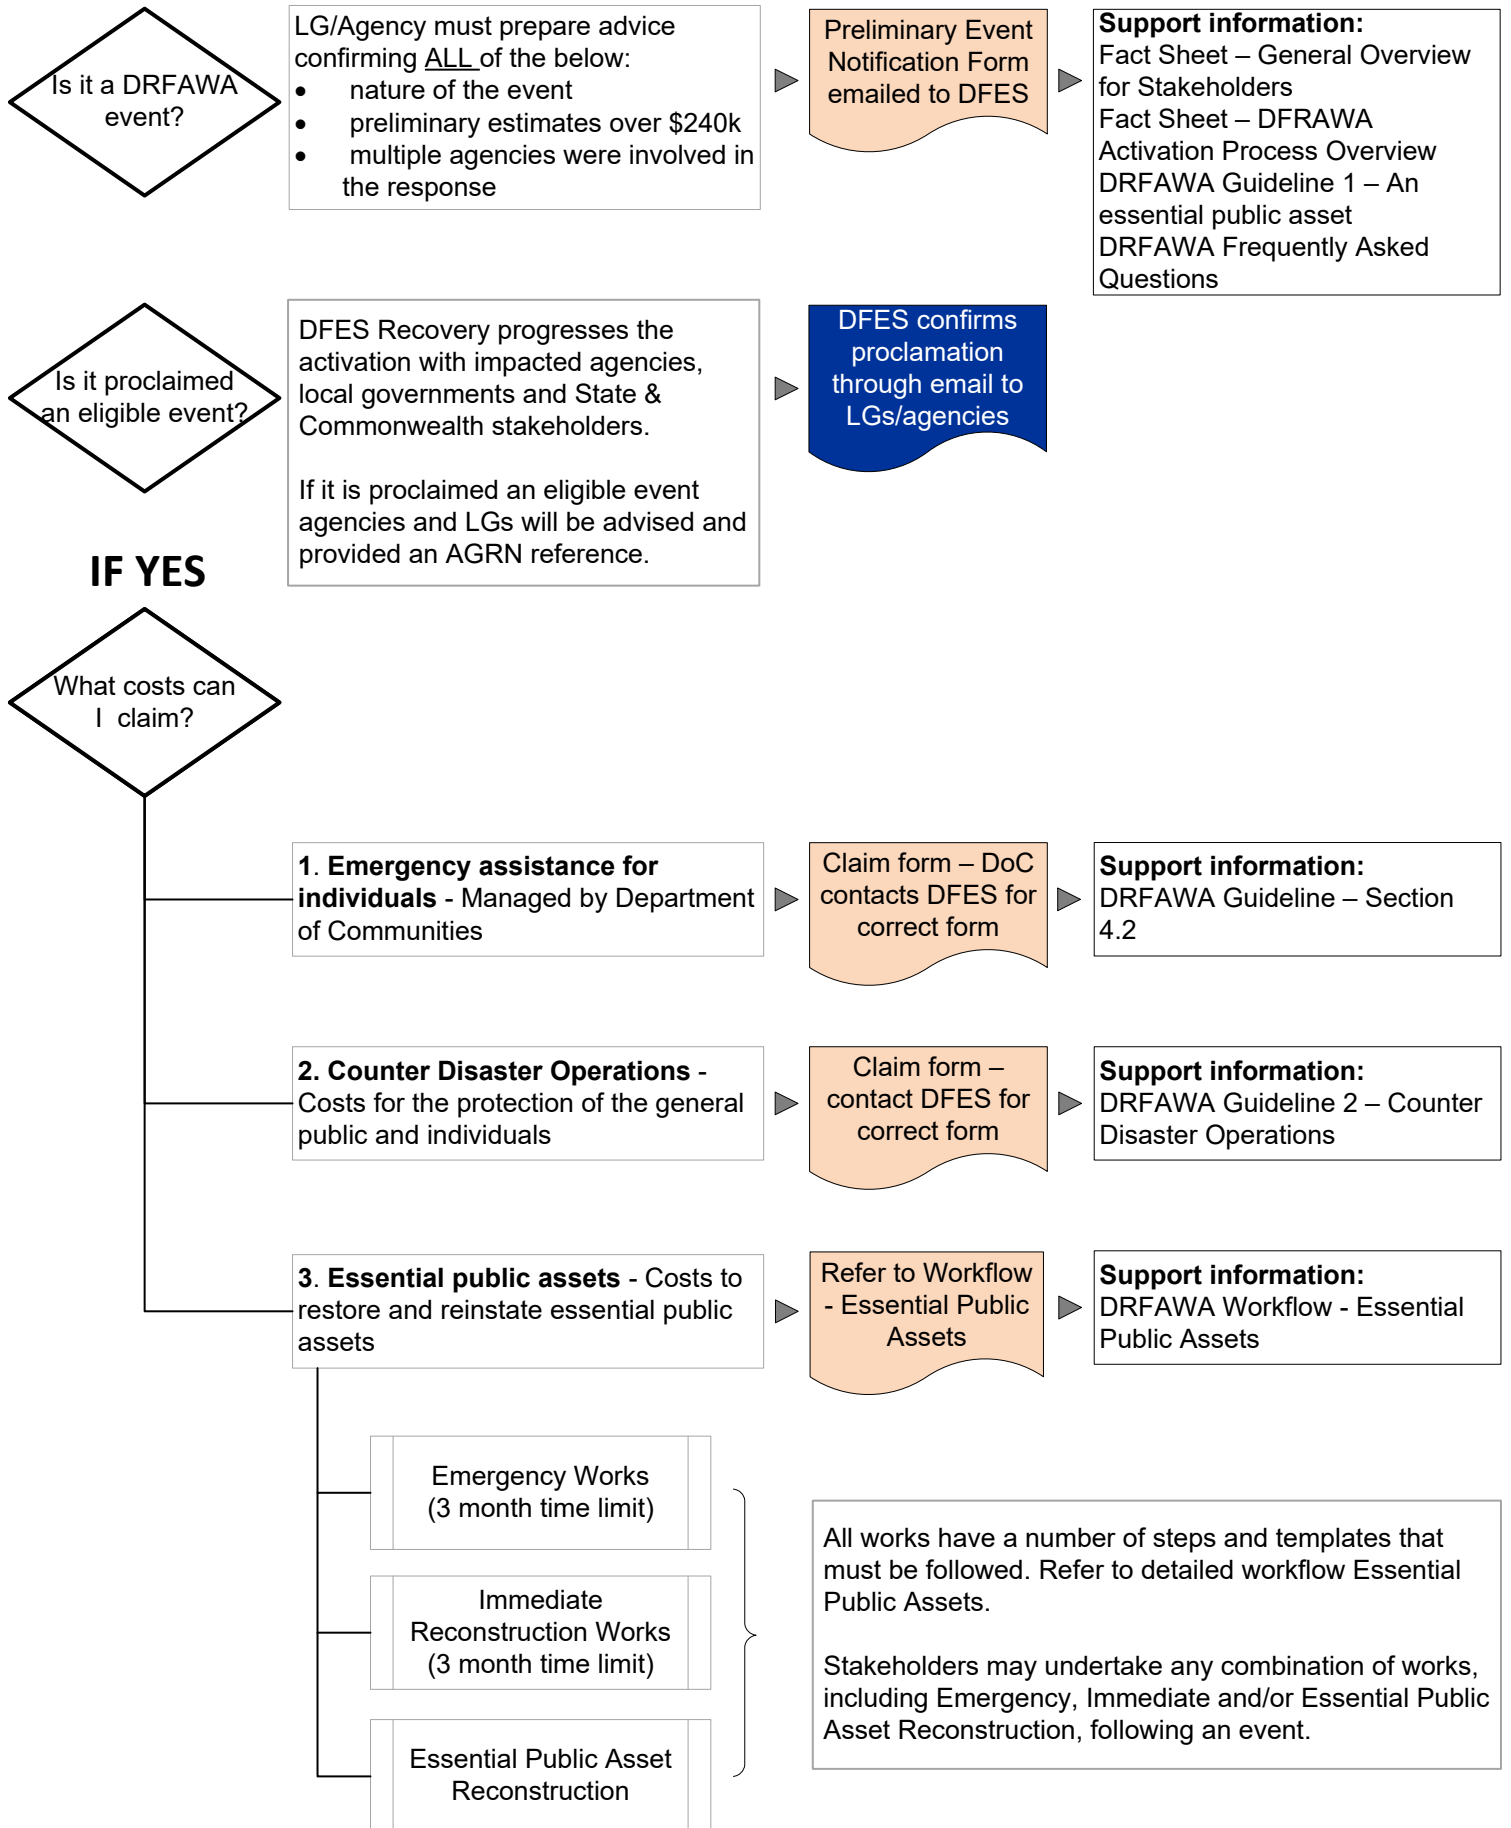 Is it a DRFAWA
event?
LG/Agency must prepare advice
confirming ALL of the below:
• nature of the event
• preliminary estimates over $240k
• multiple agencies were involved in
the response
Preliminary Event
Notification Form
emailed to DFES
Support information:
Fact Sheet – General Overview
for Stakeholders
Fact Sheet – DFRAWA
Activation Process Overview
DRFAWA Guideline 1 – An
essential public asset
DRFAWA Frequently Asked
Questions
Is it proclaimed
an eligible event?
DFES Recovery progresses the
activation with impacted agencies,
local governments and State &
Commonwealth stakeholders.
If it is proclaimed an eligible event
agencies and LGs will be advised and
provided an AGRN reference.
DFES confirms
proclamation
through email to
LGs/agencies
IF YES
What costs can
I claim?
1. Emergency assistance for
individuals - Managed by Department
of Communities
Claim form – DoC
contacts DFES for
correct form
Support information:
DRFAWA Guideline – Section
4.2
2. Counter Disaster Operations -
Costs for the protection of the general
public and individuals
Claim form –
contact DFES for
correct form
Support information:
DRFAWA Guideline 2 – Counter
Disaster Operations
3. Essential public assets - Costs to
restore and reinstate essential public
assets
Refer to Workflow
- Essential Public
Assets
Support information:
DRFAWA Workflow - Essential
Public Assets
Emergency Works
(3 month time limit)
Immediate
Reconstruction Works
(3 month time limit)
Essential Public Asset
Reconstruction
All works have a number of steps and templates that
must be followed. Refer to detailed workflow Essential
Public Assets.
Stakeholders may undertake any combination of works,
including Emergency, Immediate and/or Essential Public
Asset Reconstruction, following an event.